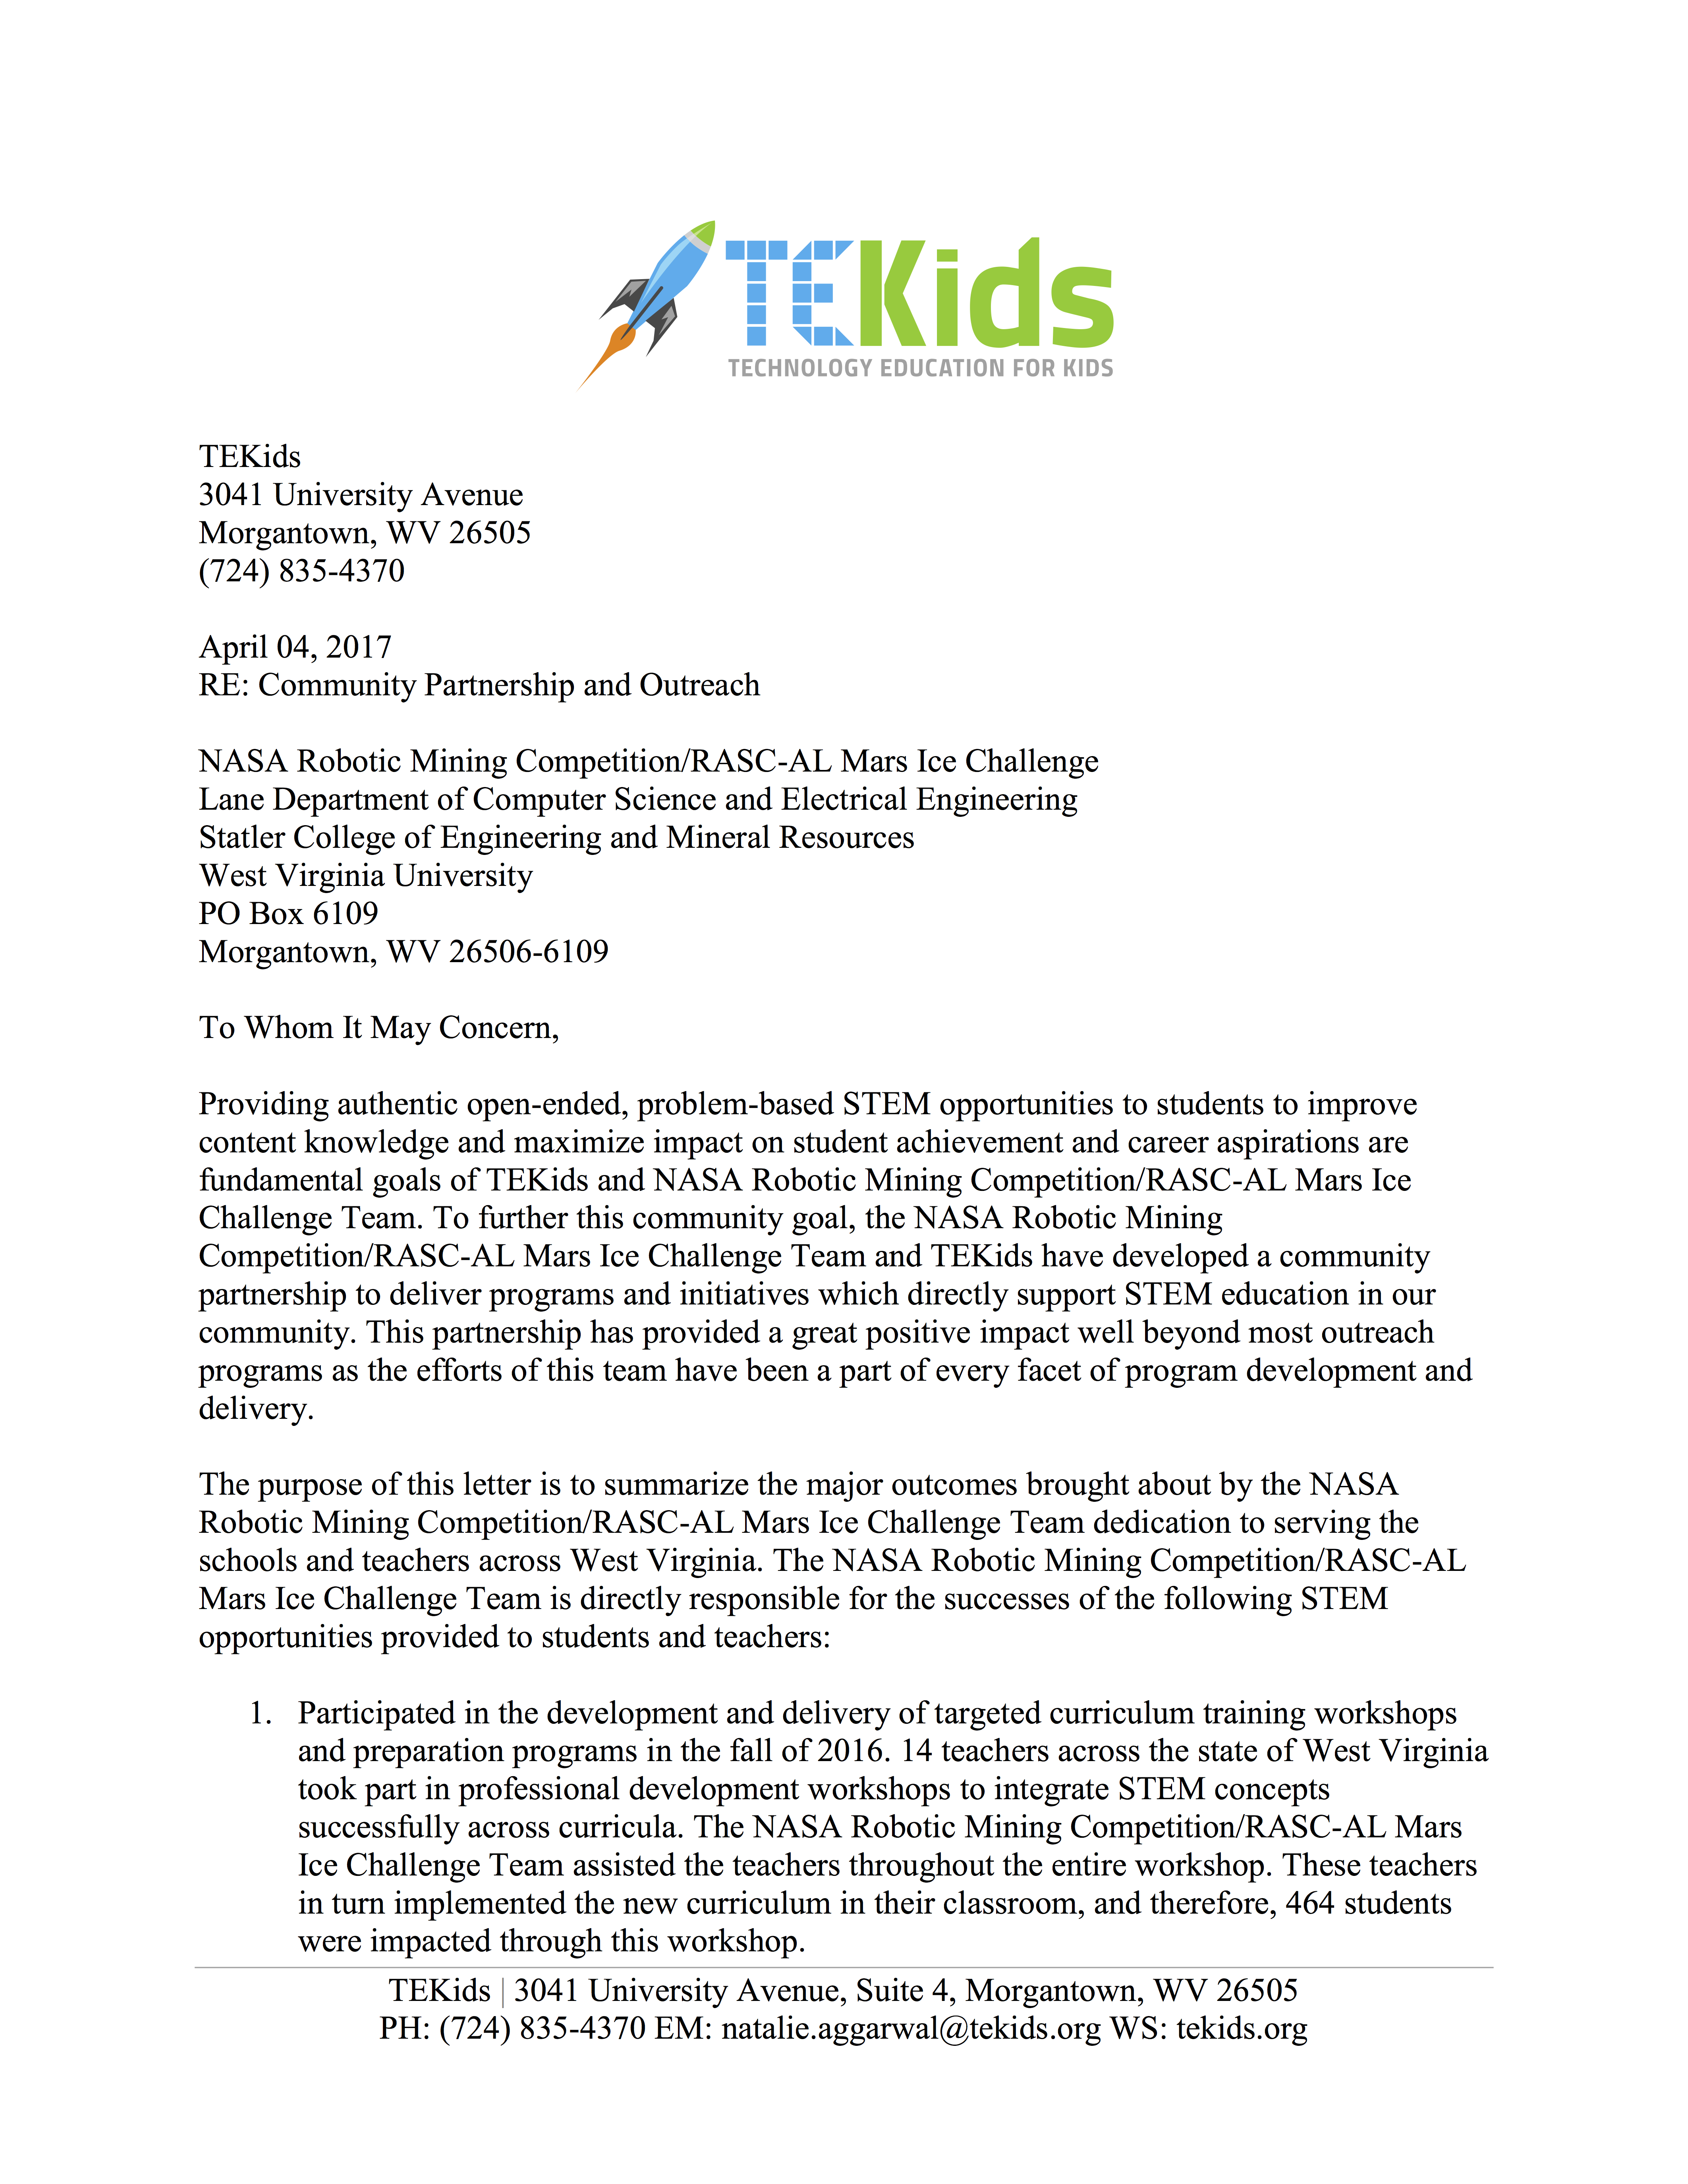 TEKids
TECHNOLOGY EDUCATION FOR KIDS
TEKids
3041 University Avenue
Morgantown, WV 26505
(724) 835-4370
April 04, 2017
RE: Community Partnership and Outreach
NASA Robotic Mining Competition/RASC-AL Mars Ice Challenge
Lane Department of Computer Science and Electrical Engineering
Statler College of Engineering and Mineral Resources
West Virginia University
PO Box 6109
Morgantown, WV 26506-6109
To Whom It May Concern,
Providing authentic open-ended, problem-based STEM opportunities to students to improve
content knowledge and maximize impact on student achievement and career aspirations are
fundamental goals of TEKids and NASA Robotic Mining Competition/RASC-AL Mars Ice
Challenge Team. To further this community goal, the NASA Robotic Mining
Competition/RASC-AL Mars Ice Challenge Team and TEKids have developed a community
partnership to deliver programs and initiatives which directly support STEM education in our
community. This partnership has provided a great positive impact well beyond most outreach
programs as the efforts of this team have been a part of every facet of program development and
delivery.
The purpose of this letter is to summarize the major outcomes brought about by the NASA
Robotic Mining Competition/RASC-AL Mars Ice Challenge Team dedication to serving the
schools and teachers across West Virginia. The NASA Robotic Mining Competition/RASC-AL
Mars Ice Challenge Team is directly responsible for the successes of the following STEM
opportunities provided to students and teachers:
1. Participated in the development and delivery of targeted curriculum training workshops
and preparation programs in the fall of 2016. 14 teachers across the state of West Virginia
took part in professional development workshops to integrate STEM concepts
successfully across curricula. The NASA Robotic Mining Competition/RASC-AL Mars
Ice Challenge Team assisted the teachers throughout the entire workshop. These teachers
in turn implemented the new curriculum in their classroom, and therefore, 464 students
were impacted through this workshop.
TEKids | 3041 University Avenue, Suite 4, Morgantown, WV 26505
PH: (724) 835-4370 EM: natalie.aggarwal@tekids.org WS: tekids.org